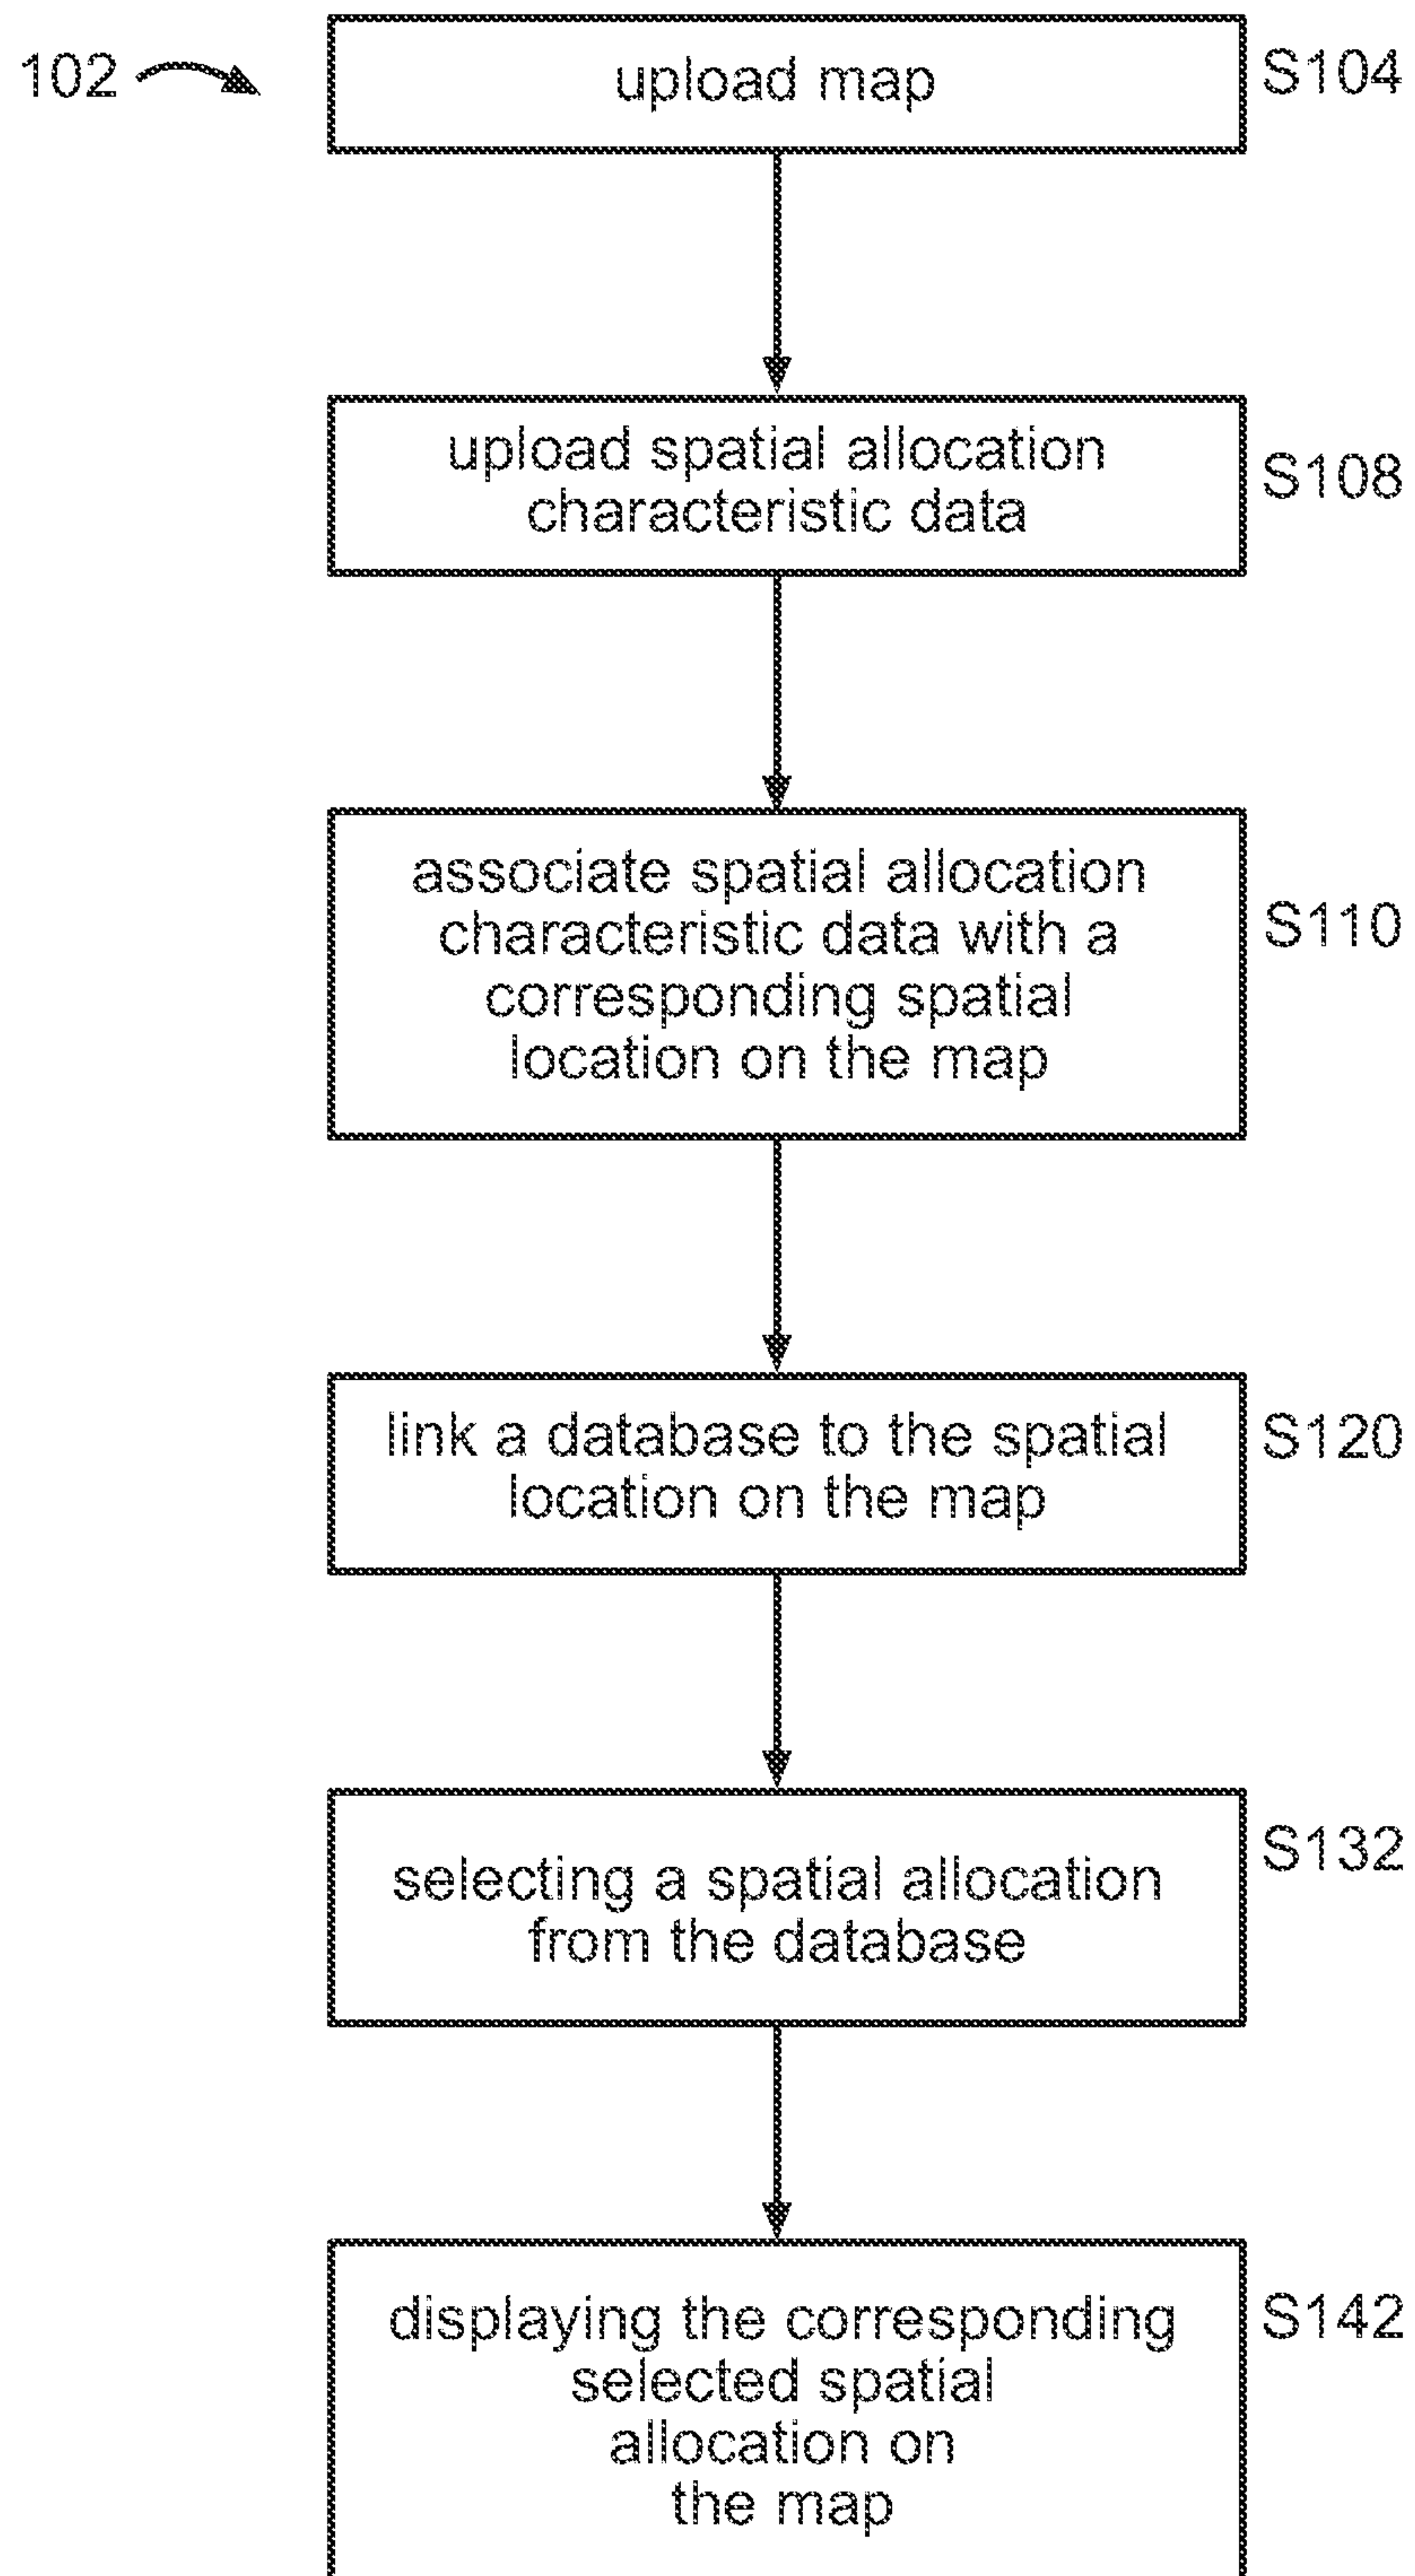 102
upload map
S104
upload spatial allocation
characteristic data
S108
associate spatial allocation
characteristic data with a
corresponding spatial
location on the map
S110
link a database to the spatial
location on the map
S120
selecting a spatial allocation
from the database
S132
displaying the corresponding
selected spatial
allocation on
the map
S142